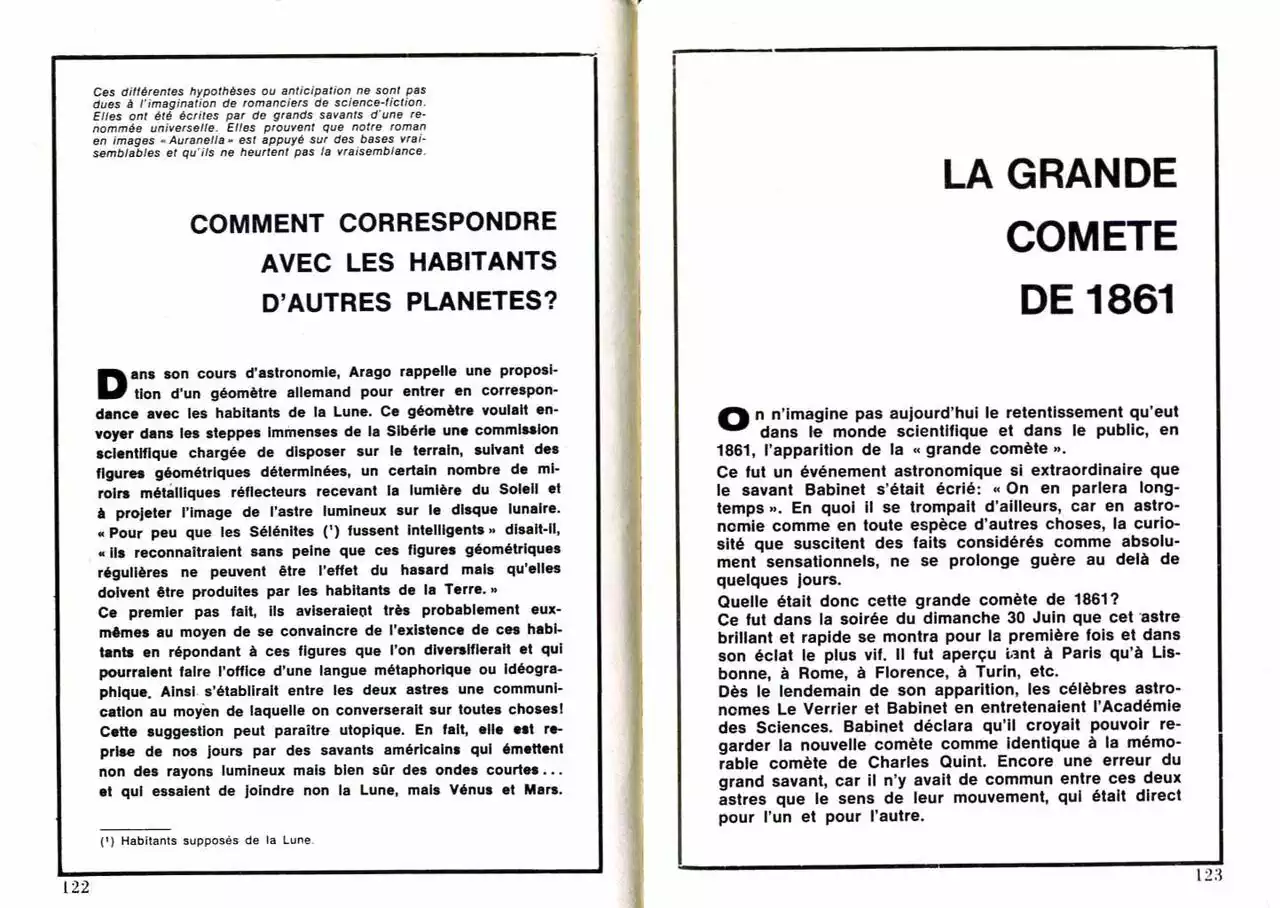 Ces différentes hypothèses ou anticipation ne sont pas
dues à l'imagination de romanciers de science-fiction.
Elles ont été écrites par de grands savants d'une re-
nommée universelle. Elles prouvent que notre roman
en images « Auranella » est appuyé sur des bases vrai-
semblables et qu'ils ne heurtent pas la vraisemblance.
COMMENT CORRESPONDRE
AVEC LES HABITANTS
D'AUTRES PLANETES?
Dans son cours d'astronomie, Arago rappelle une proposi-
tion d'un géomètre allemand pour entrer en correspon-
dance avec les habitants de la Lune. Ce géomètre voulait en-
voyer dans les steppes immenses de la Sibérie une commission
scientifique chargée de disposer sur le terrain, suivant des
figures géométriques déterminées, un certain nombre de mi-
roirs métalliques réflecteurs recevant la lumière du Soleil et
à projeter l'image de l'astre lumineux sur le disque lunaire.
« Pour peu que les Sélénites (¹) fussent intelligents » disait-il,
« ils reconnaîtraient sans peine que ces figures géométriques
régulières ne peuvent être l'effet du hasard mais qu'elles
doivent être produites par les habitants de la Terre. »
Ce premier pas fait, ils aviseraient très probablement eux-
mêmes au moyen de se convaincre de l'existence de ces habi-
tants en répondant à ces figures que l'on diversifierait et qui
pourraient faire l'office d'une langue métaphorique ou idéogra-
phique. Ainsi s'établirait entre les deux astres une communi-
cation au moyen de laquelle on converserait sur toutes choses!
Cette suggestion peut paraître utopique. En fait, elle est re-
prise de nos jours par des savants américains qui émettent
non des rayons lumineux mais bien sûr des ondes courtes...
et qui essaient de joindre non la Lune, mais Vénus et Mars.
(¹) Habitants supposés de la Lune.
122
LA GRANDE
COMETE
DE 1861
On n'imagine pas aujourd'hui le retentissement qu'eut
dans le monde scientifique et dans le public, en
1861, l'apparition de la « grande comète ».
Ce fut un événement astronomique si extraordinaire que
le savant Babinet s'était écrié: « On en parlera long-
temps ». En quoi il se trompait d'ailleurs, car en astro-
nomie comme en toute espèce d'autres choses, la curio-
sité que suscitent des faits considérés comme absolu-
ment sensationnels, ne se prolonge guère au delà de
quelques jours.
Quelle était donc cette grande comète de 1861?
Ce fut dans la soirée du dimanche 30 Juin que cet astre
brillant et rapide se montra pour la première fois et dans
son éclat le plus vif. Il fut aperçu tant à Paris qu'à Lis-
bonne, à Rome, à Florence, à Turin, etc.
Dès le lendemain de son apparition, les célèbres astro-
nomes Le Verrier et Babinet en entretenaient l'Académie
des Sciences. Babinet déclara qu'il croyait pouvoir re-
garder la nouvelle comète comme identique à la mémo-
rable comète de Charles Quint. Encore une erreur du
grand savant, car il n'y avait de commun entre ces deux
astres que le sens de leur mouvement, qui était direct
pour l'un et pour l'autre.
123